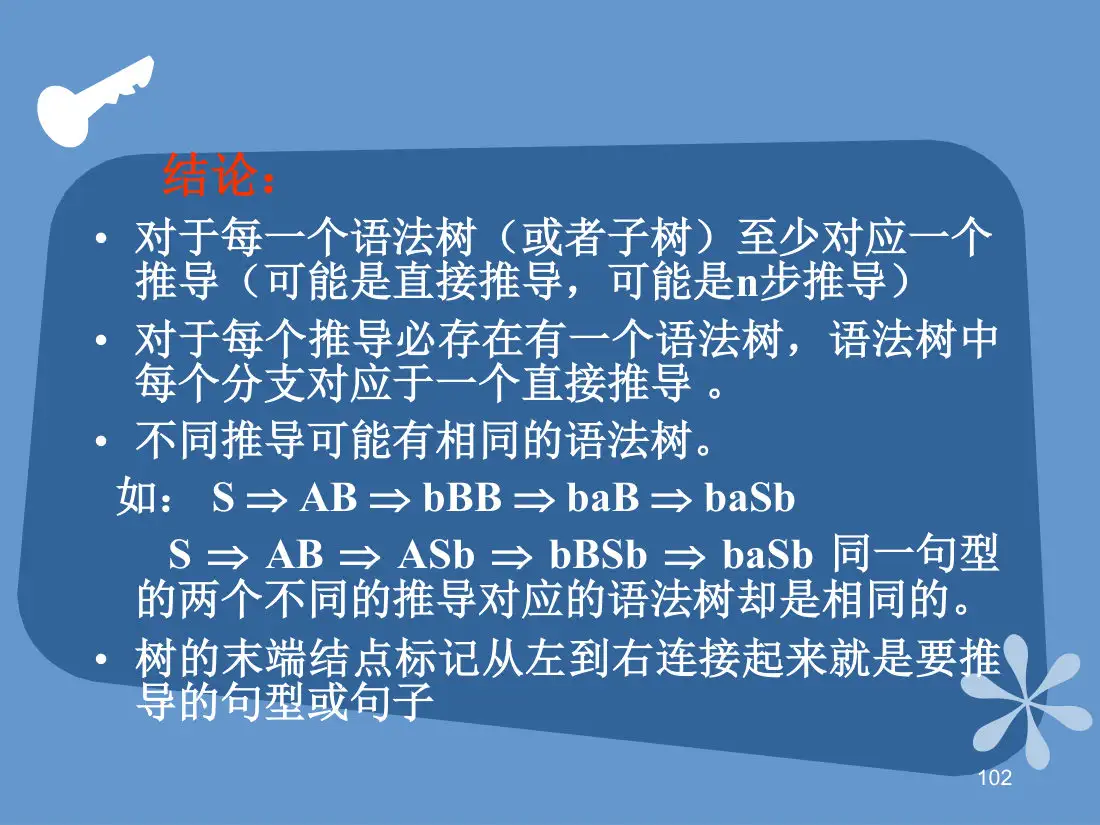 结论：
• 对于每一个语法树（或者子树）至少对应一个
推导（可能是直接推导，可能是n步推导）
• 对于每个推导必存在有一个语法树，语法树中
每个分支对应于一个直接推导 。
• 不同推导可能有相同的语法树。
如： S ⇒ AB ⇒ bBB ⇒ baB ⇒ baSb
S ⇒ AB ⇒ ASb ⇒ bBSb ⇒ baSb 同一句型
的两个不同的推导对应的语法树却是相同的。
• 树的末端结点标记从左到右连接起来就是要推
导的句型或句子
102